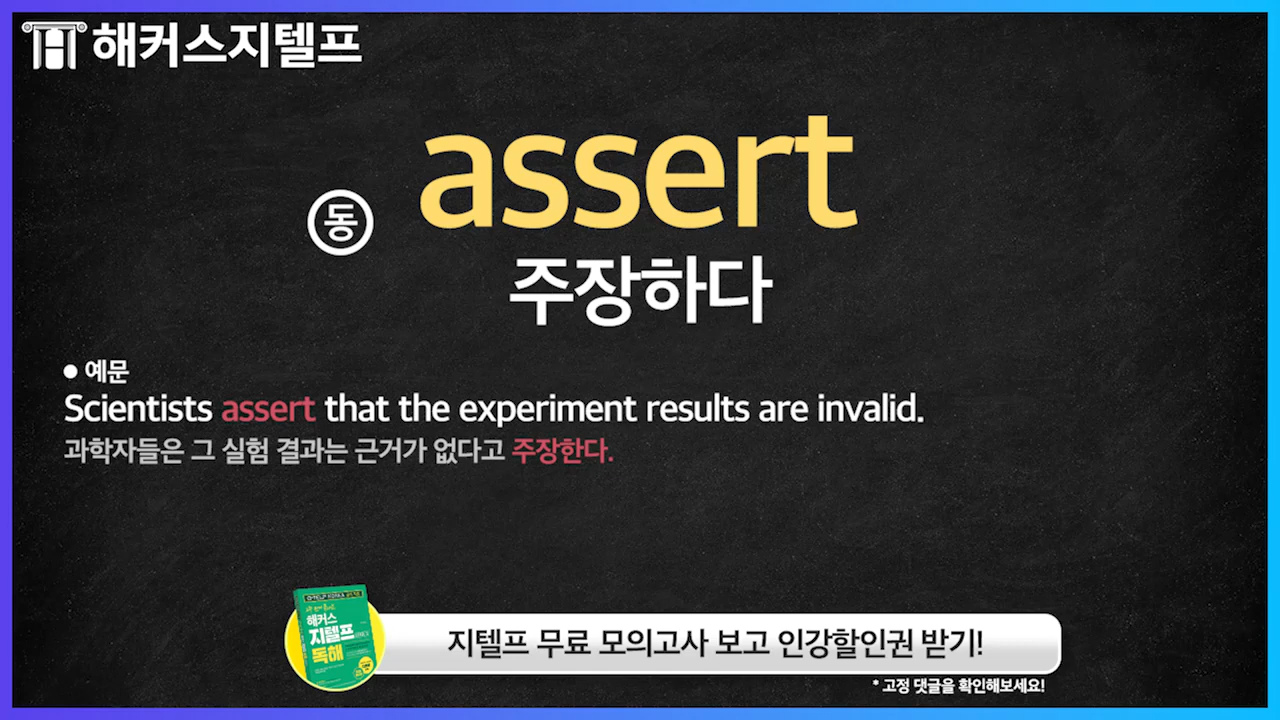 해커스지텔프
동
assert
주장하다
● 예문
Scientists assert that the experiment results are invalid.
과학자들은 그 실험 결과는 근거가 없다고 주장한다.
해커스
지텔프
독해
지텔프 무료 모의고사 보고 인강할인권 받기!
* 고정 댓글을 확인해보세요!